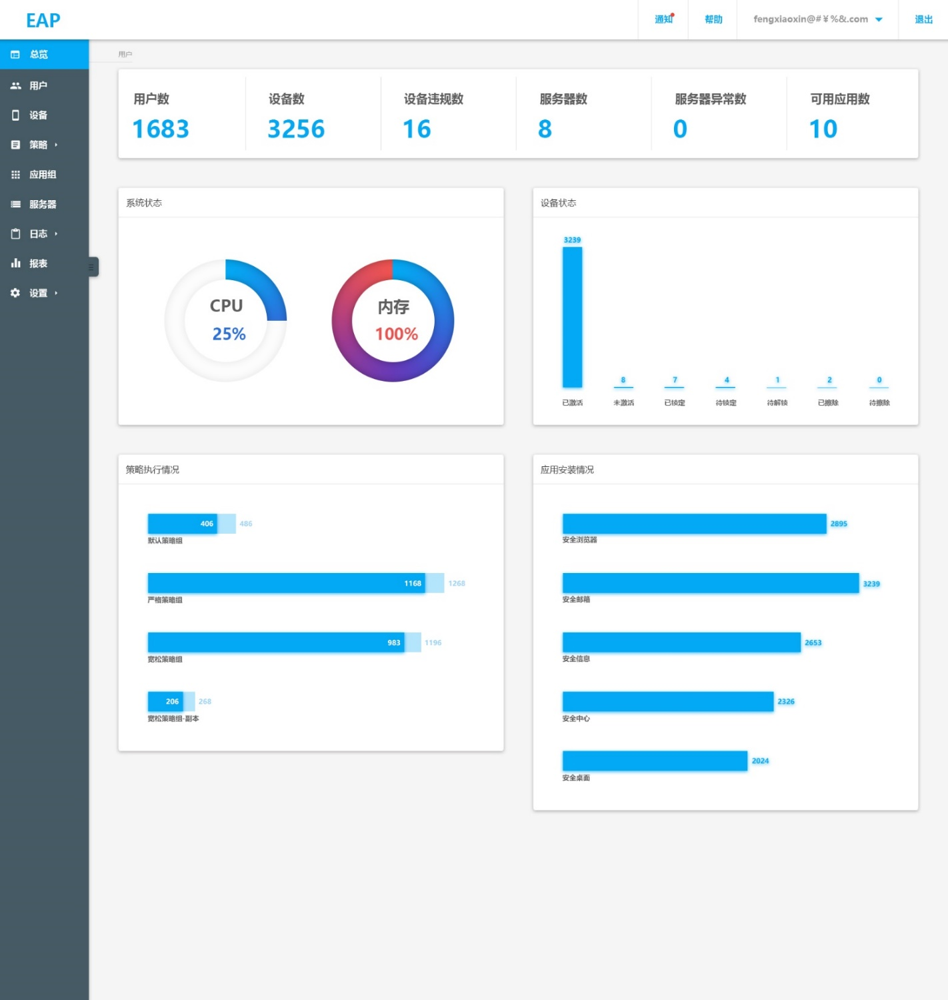 EAP
通知
帮助
fengxiaoxin@#￥%&.com
退出
总览
用户
设备
策略
应用组
服务器
日志
报表
设置
用户
用户数
1683
设备数
3256
设备违规数
16
服务器数
8
服务器异常数
0
可用应用数
10
系统状态
CPU
25%
内存
100%
设备状态
3239
8
7
4
1
2
0
已激活
未激活
已锁定
待锁定
待解锁
已擦除
待擦除
策略执行情况
406
486
默认策略组
1168
1268
严格策略组
983
1196
宽松策略组
206
268
宽松策略组-副本
应用安装情况
2895
安全浏览器
3239
安全邮箱
2653
安全信息
2326
安全中心
2024
安全桌面